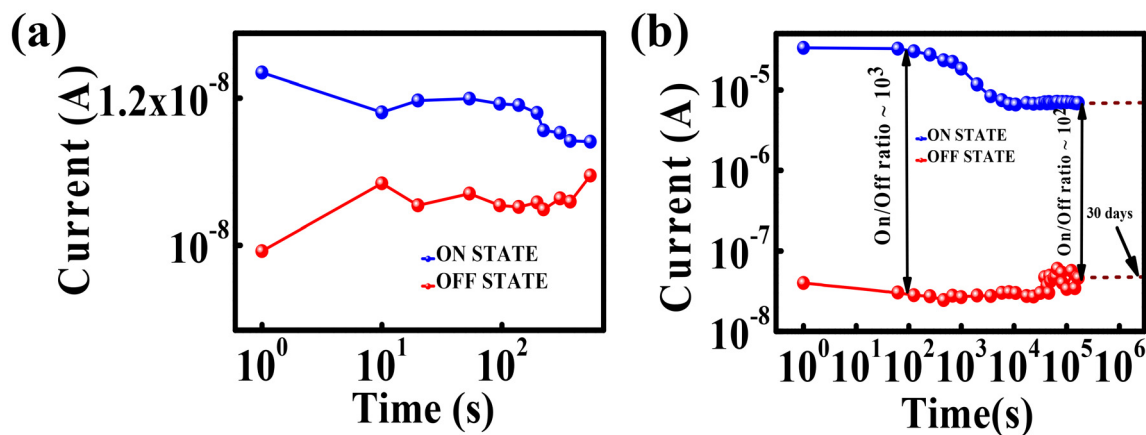 (a)
Current (A)
1.2x10⁻⁸
10⁻⁸
ON STATE
OFF STATE
10⁰ 10¹ 10²
Time (s)
(b)
Current (A)
10⁻⁵
10⁻⁶
10⁻⁷
10⁻⁸
On/Off ratio ~ 10³
ON STATE
OFF STATE
On/Off ratio ~ 10²
30 days
10⁰ 10¹ 10² 10³ 10⁴ 10⁵ 10⁶
Time(s)